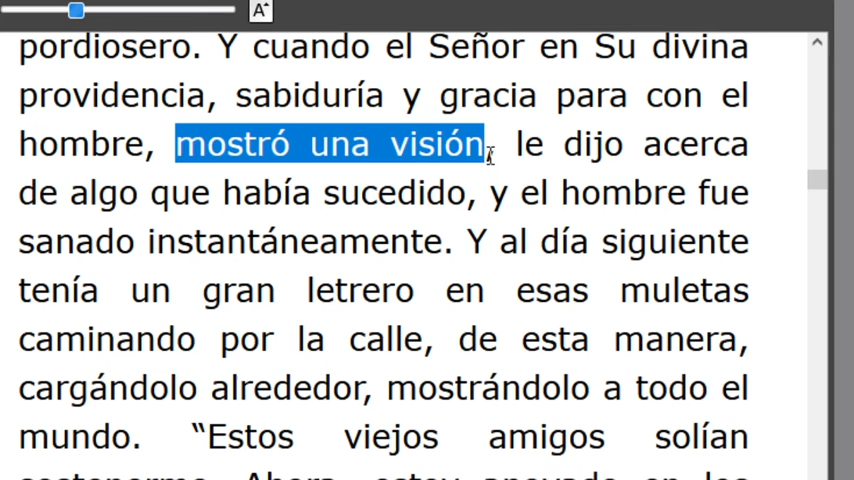 A
pordiosero. Y cuando el Señor en Su divina
providencia, sabiduría y gracia para con el
hombre, mostró una visión, le dijo acerca
de algo que había sucedido, y el hombre fue
sanado instantáneamente. Y al día siguiente
tenía un gran letrero en esas muletas
caminando por la calle, de esta manera,
cargándolo alrededor, mostrándolo a todo el
mundo. “Estos viejos amigos solían